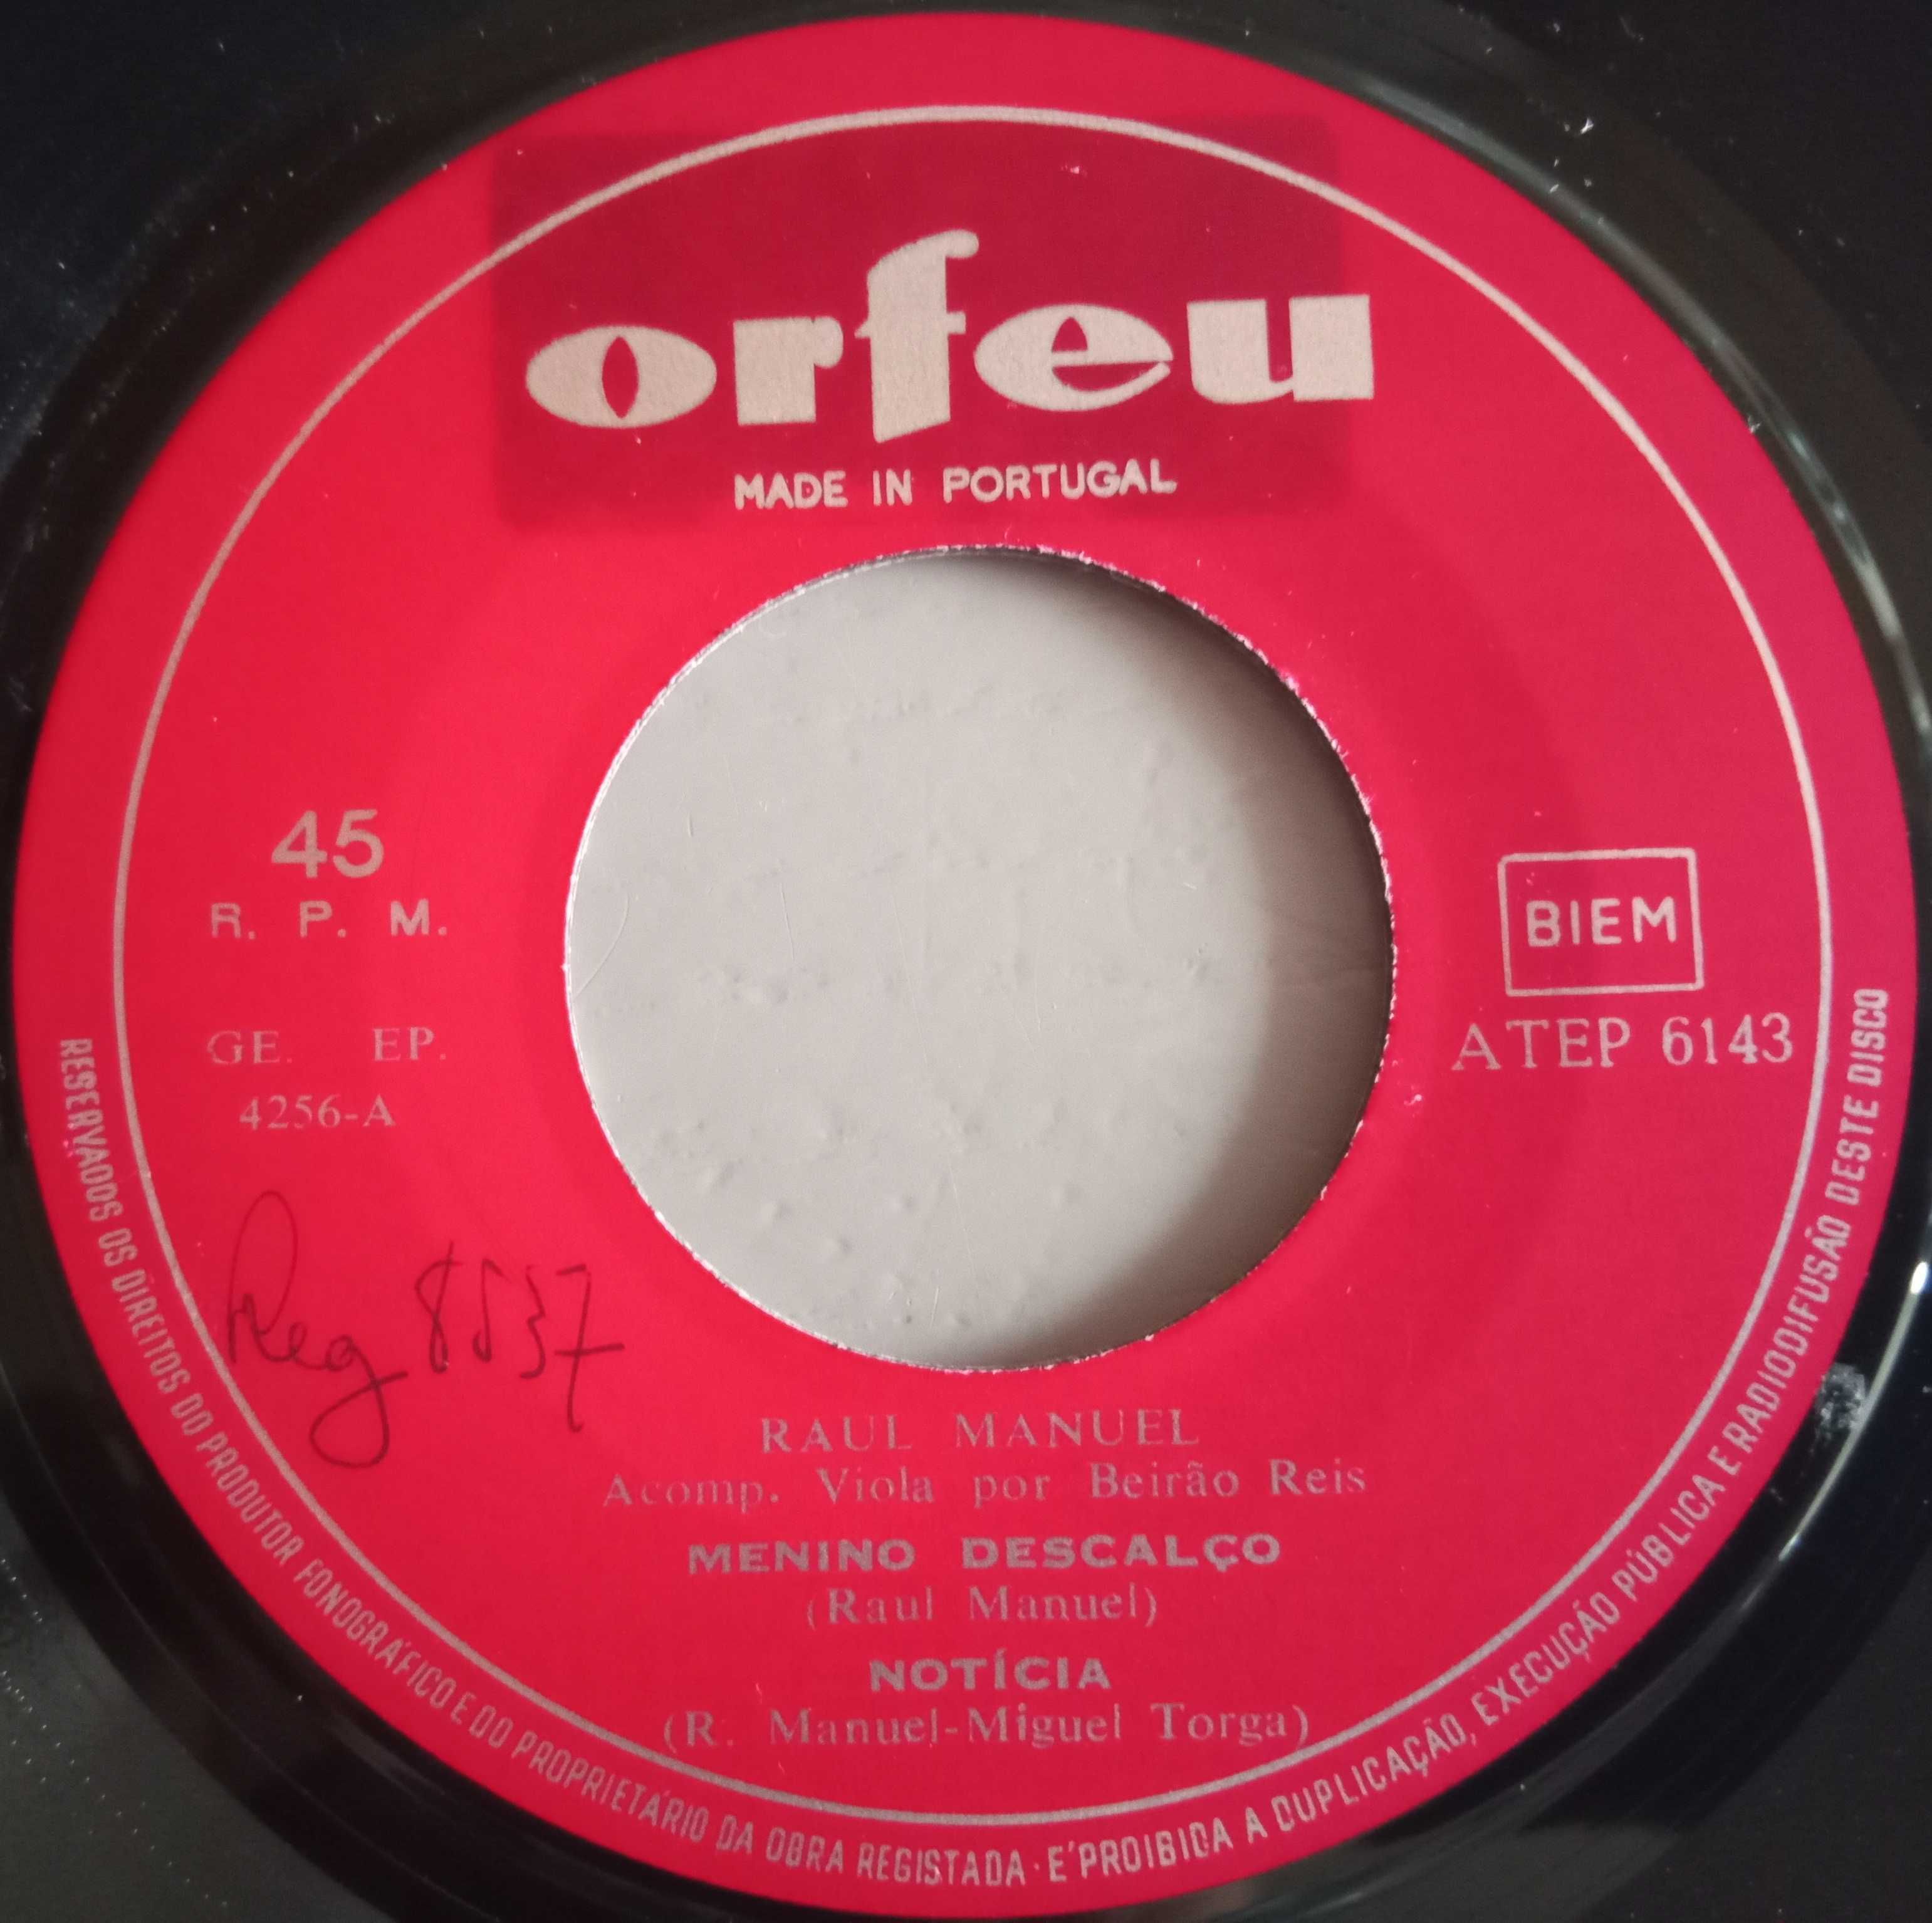 orfeu
MADE IN PORTUGAL
45
R. P. M.
BIEM
GE. EP.
4256-A
ATEP 6143
Reg 8537
RAUL MANUEL
Acomp. Viola por Beirão Reis
MENINO DESCALÇO
(Raul Manuel)
NOTÍCIA
(R. Manuel-Miguel Torga)
RESERVADOS OS DIREITOS DO PRODUTOR FONOGRÁFICO E DO PROPRIETÁRIO DA OBRA REGISTADA · E'PROIBIDA A DUPLICAÇÃO, EXECUÇÃO PÚBLICA E RADIODIFUSÃO DESTE DISCO